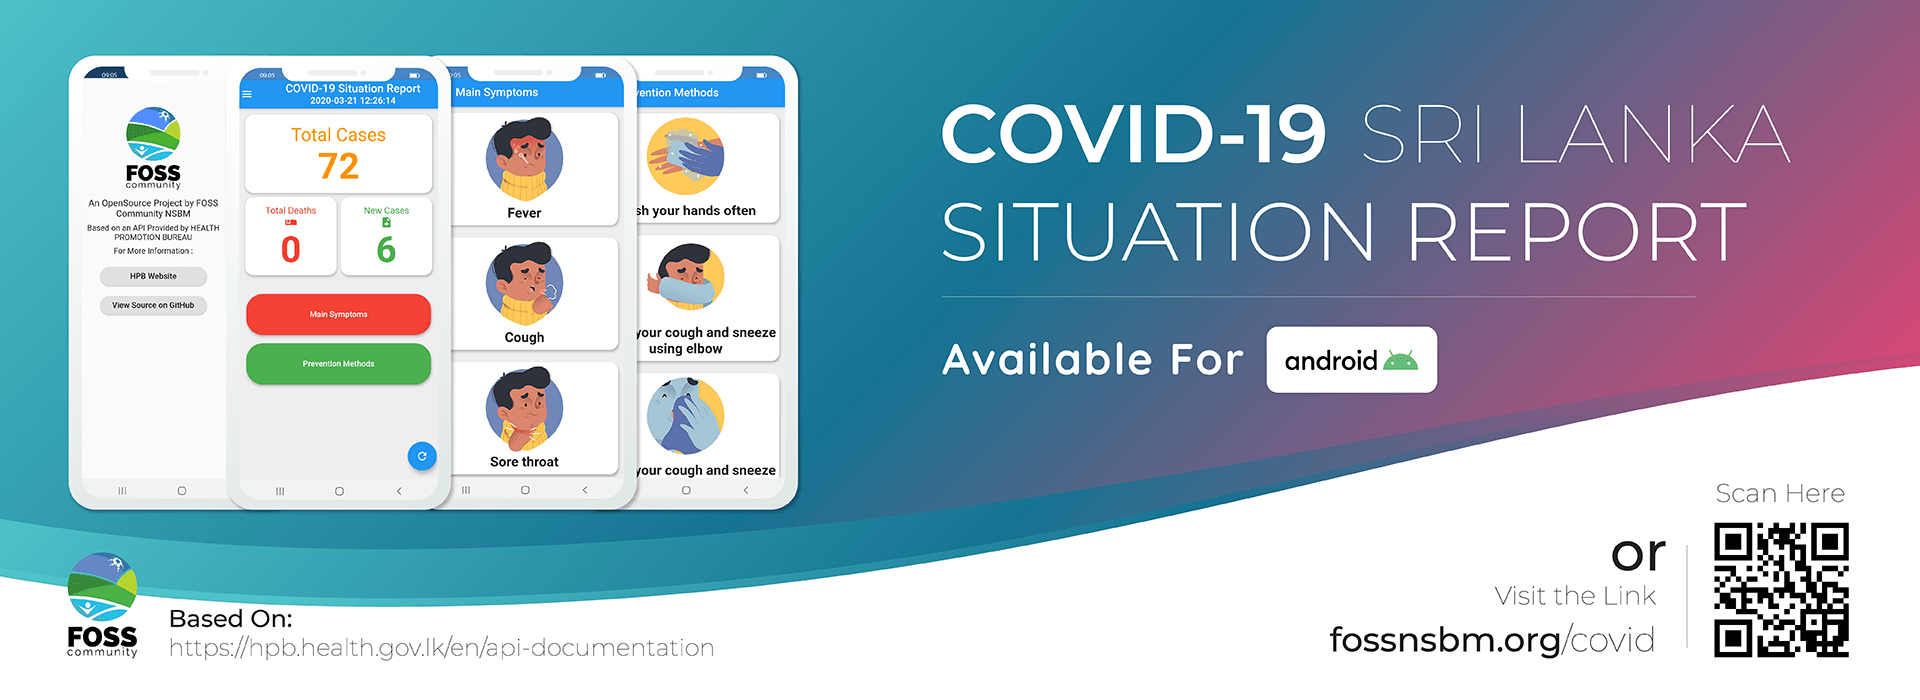 09:05
FOSS
community
An OpenSource Project by FOSS
Community NSBM
Based on an API Provided by HEALTH
PROMOTION BUREAU
For More Information :
HPB Website
View Source on GitHub
09:05
COVID-19 Situation Report
2020-03-21 12:26:14
Total Cases
72
Total Deaths
0
New Cases
6
Main Symptoms
Prevention Methods
:05
Main Symptoms
Fever
Cough
Sore throat
vention Methods
sh your hands often
your cough and sneeze
using elbow
your cough and sneeze
COVID-19 SRI LANKA
SITUATION REPORT
Available For
android
Scan Here
or
Visit the Link
fossnsbm.org/covid
FOSS
community
Based On:
https://hpb.health.gov.lk/en/api-documentation